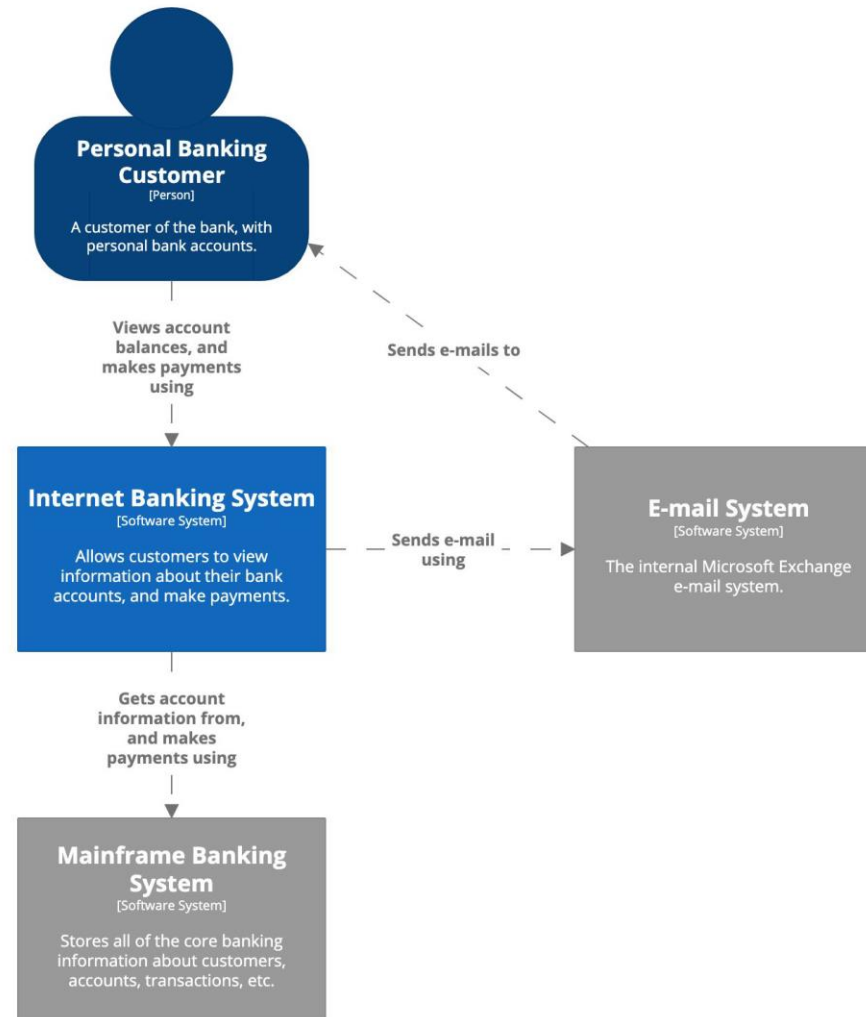 Personal Banking
Customer
[Person]
A customer of the bank, with
personal bank accounts.
Views account
balances, and
makes payments
using
Sends e-mails to
Internet Banking System
[Software System]
Allows customers to view
information about their bank
accounts, and make payments.
Sends e-mail
using
E-mail System
[Software System]
The internal Microsoft Exchange
e-mail system.
Gets account
information from,
and makes
payments using
Mainframe Banking
System
[Software System]
Stores all of the core banking
information about customers,
accounts, transactions, etc.